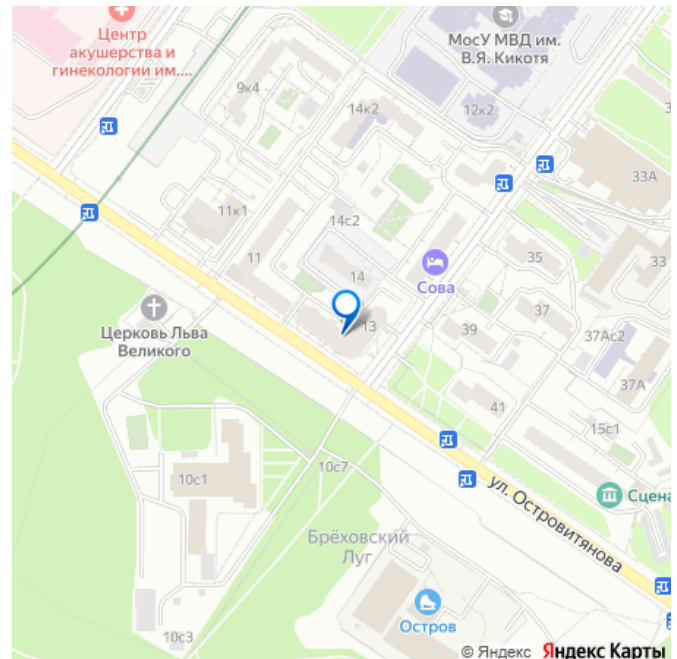 Центр
акушерства и
гинекологии им....
МосУ МВД им.
В.Я. Кикотя
9к4
14к2
12к2
3
33А
11к1
14с2
11
14
Сова
35
33
13
37
39
37Ас2
37А
Церковь Льва
Великого
41
15с1
10с1
10с7
ул. Островитянова
Сцена
Брёховский
Луг
Остров
10с3
© Яндекс Яндекс Карты